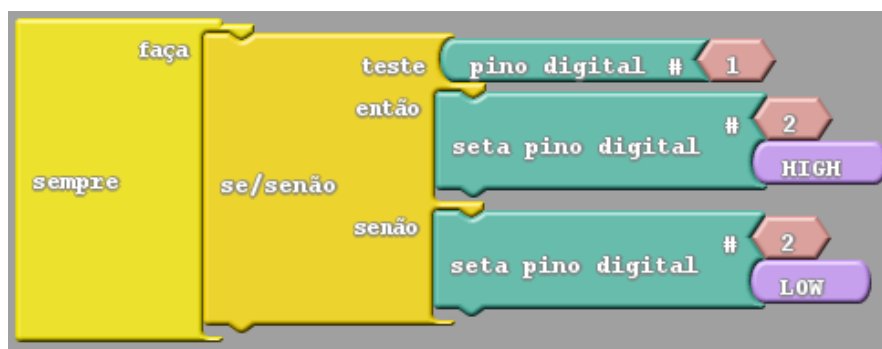 faça
teste
pino digital # 1
então
# 2
seta pino digital
HIGH
sempre
se/senão
senão
# 2
seta pino digital
LOW